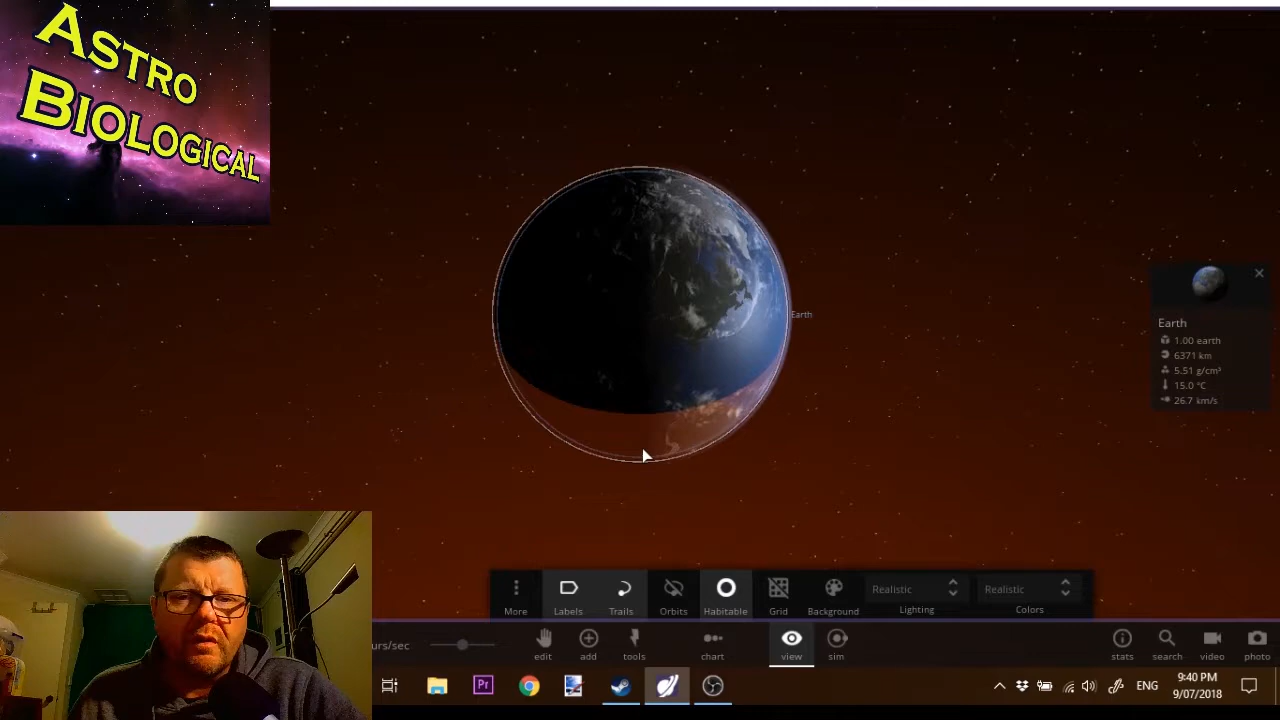 ASTRO
BIOLOGICAL
Earth
Earth
1.00 earth
6371 km
5.51 g/cm³
15.0 °C
26.7 km/s
More
Labels
Trails
Orbits
Habitable
Grid
Background
Realistic
Lighting
Realistic
Colors
urs/sec
edit
add
tools
chart
view
sim
stats
search
video
photo
Pr
ENG
9:40 PM
9/07/2018